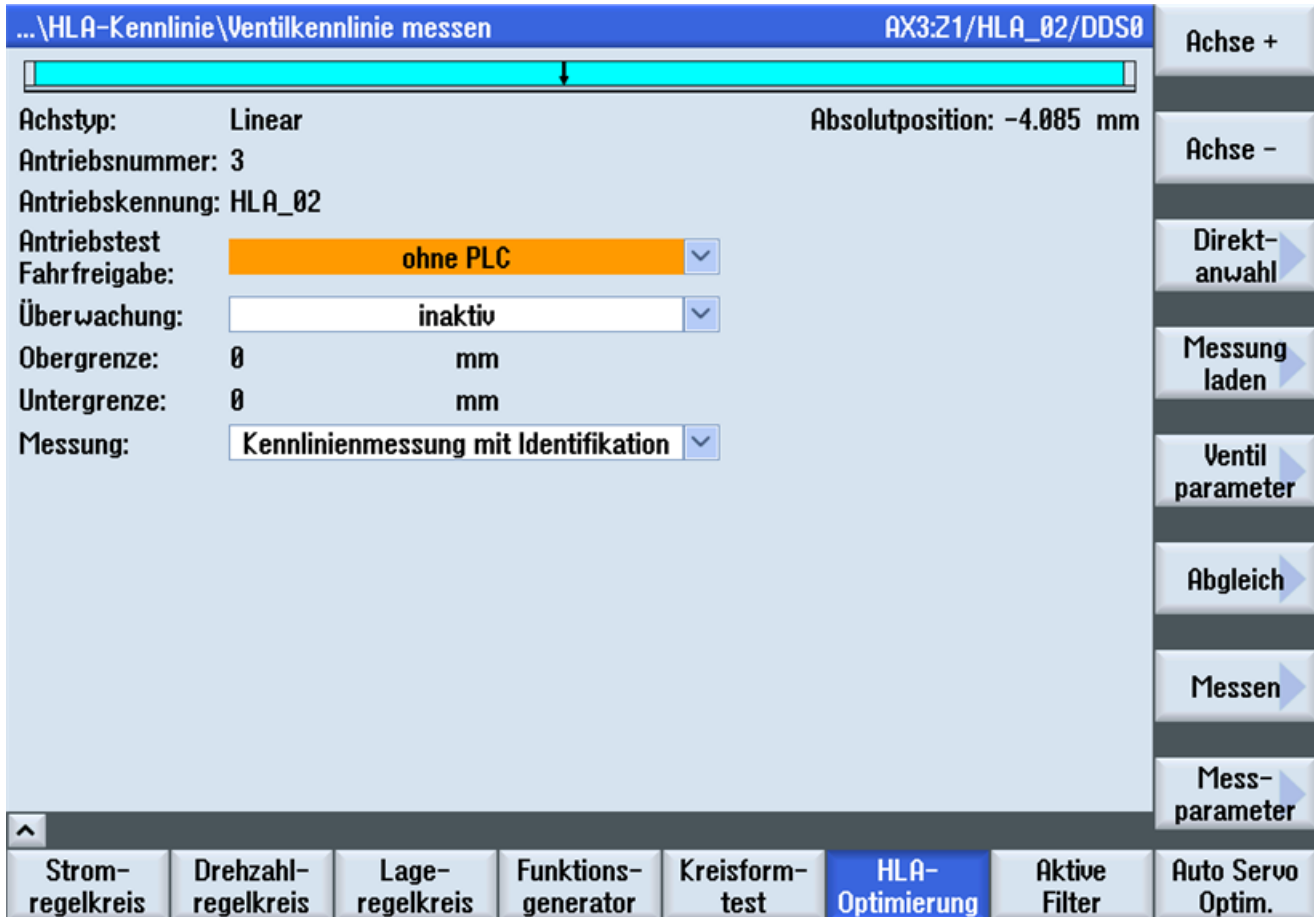 ...\HLA-Kennlinie\Ventilkennlinie messen AX3:Z1/HLA_02/DDS0
Achstyp: Linear Absolutposition: -4.085 mm
Antriebsnummer: 3
Antriebskennung: HLA_02
Antriebstest
Fahrfreigabe: ohne PLC
Überwachung: inaktiv
Obergrenze: 0 mm
Untergrenze: 0 mm
Messung: Kennlinienmessung mit Identifikation
Achse +
Achse -
Direkt-
anwahl
Messung
laden
Ventil
parameter
Abgleich
Messen
Mess-
parameter
Strom-
regelkreis
Drehzahl-
regelkreis
Lage-
regelkreis
Funktions-
generator
Kreisform-
test
HLA-
Optimierung
Aktive
Filter
Auto Servo
Optim.